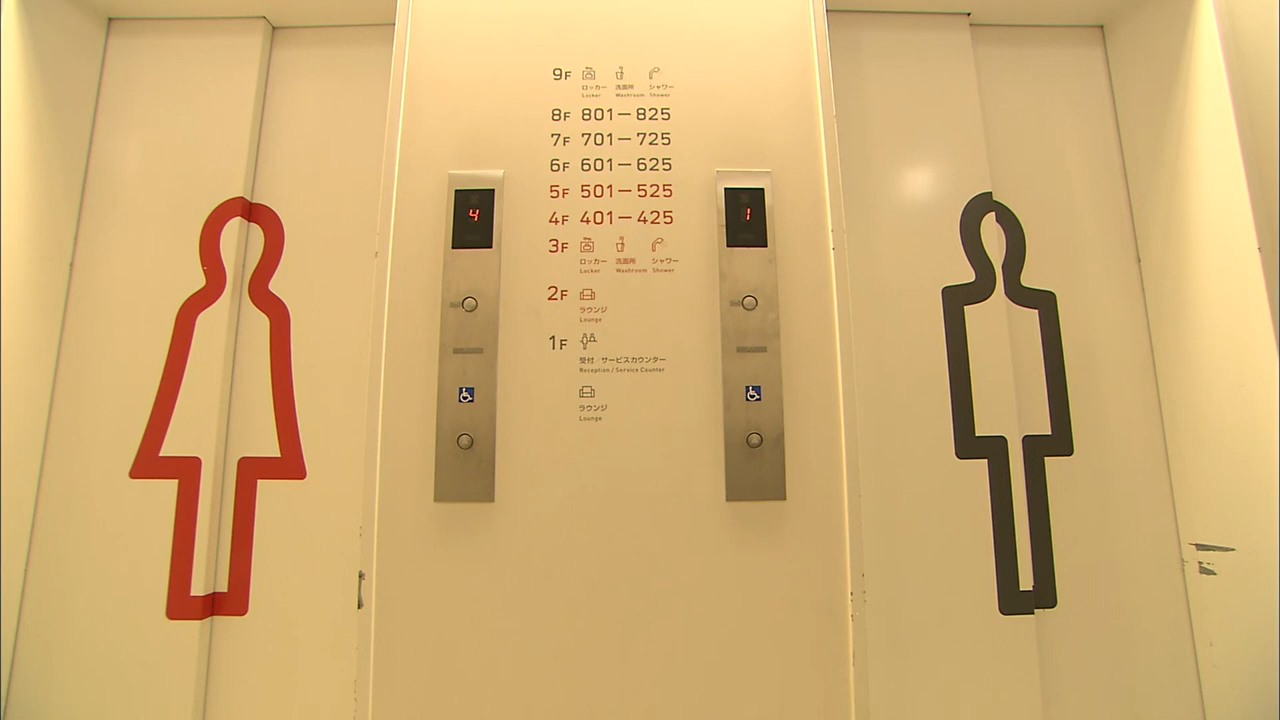 9F
ロッカー 洗面所 シャワー
Locker Washroom Shower
8F 801－825
7F 701－725
6F 601－625
5F 501－525
4F 401－425
3F
ロッカー 洗面所 シャワー
Locker Washroom Shower
2F
ラウンジ
Lounge
1F
受付／サービスカウンター
Reception / Service Counter
ラウンジ
Lounge
4
1